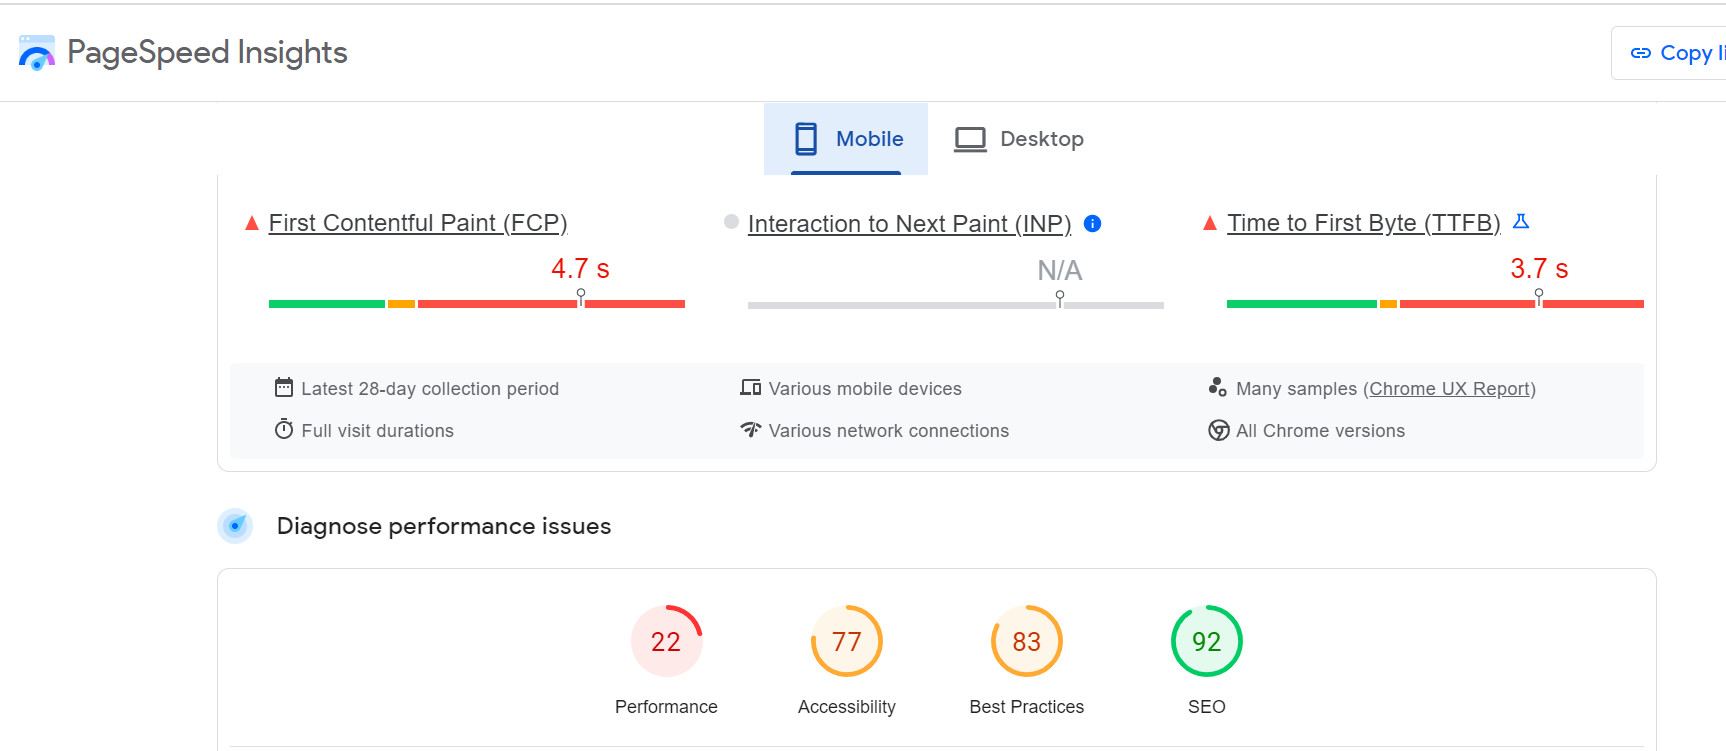 PageSpeed Insights
Copy li
Mobile
Desktop
First Contentful Paint (FCP)
4.7 s
Interaction to Next Paint (INP)
N/A
Time to First Byte (TTFB)
3.7 s
Latest 28-day collection period
Various mobile devices
Many samples (Chrome UX Report)
Full visit durations
Various network connections
All Chrome versions
Diagnose performance issues
22
Performance
77
Accessibility
83
Best Practices
92
SEO